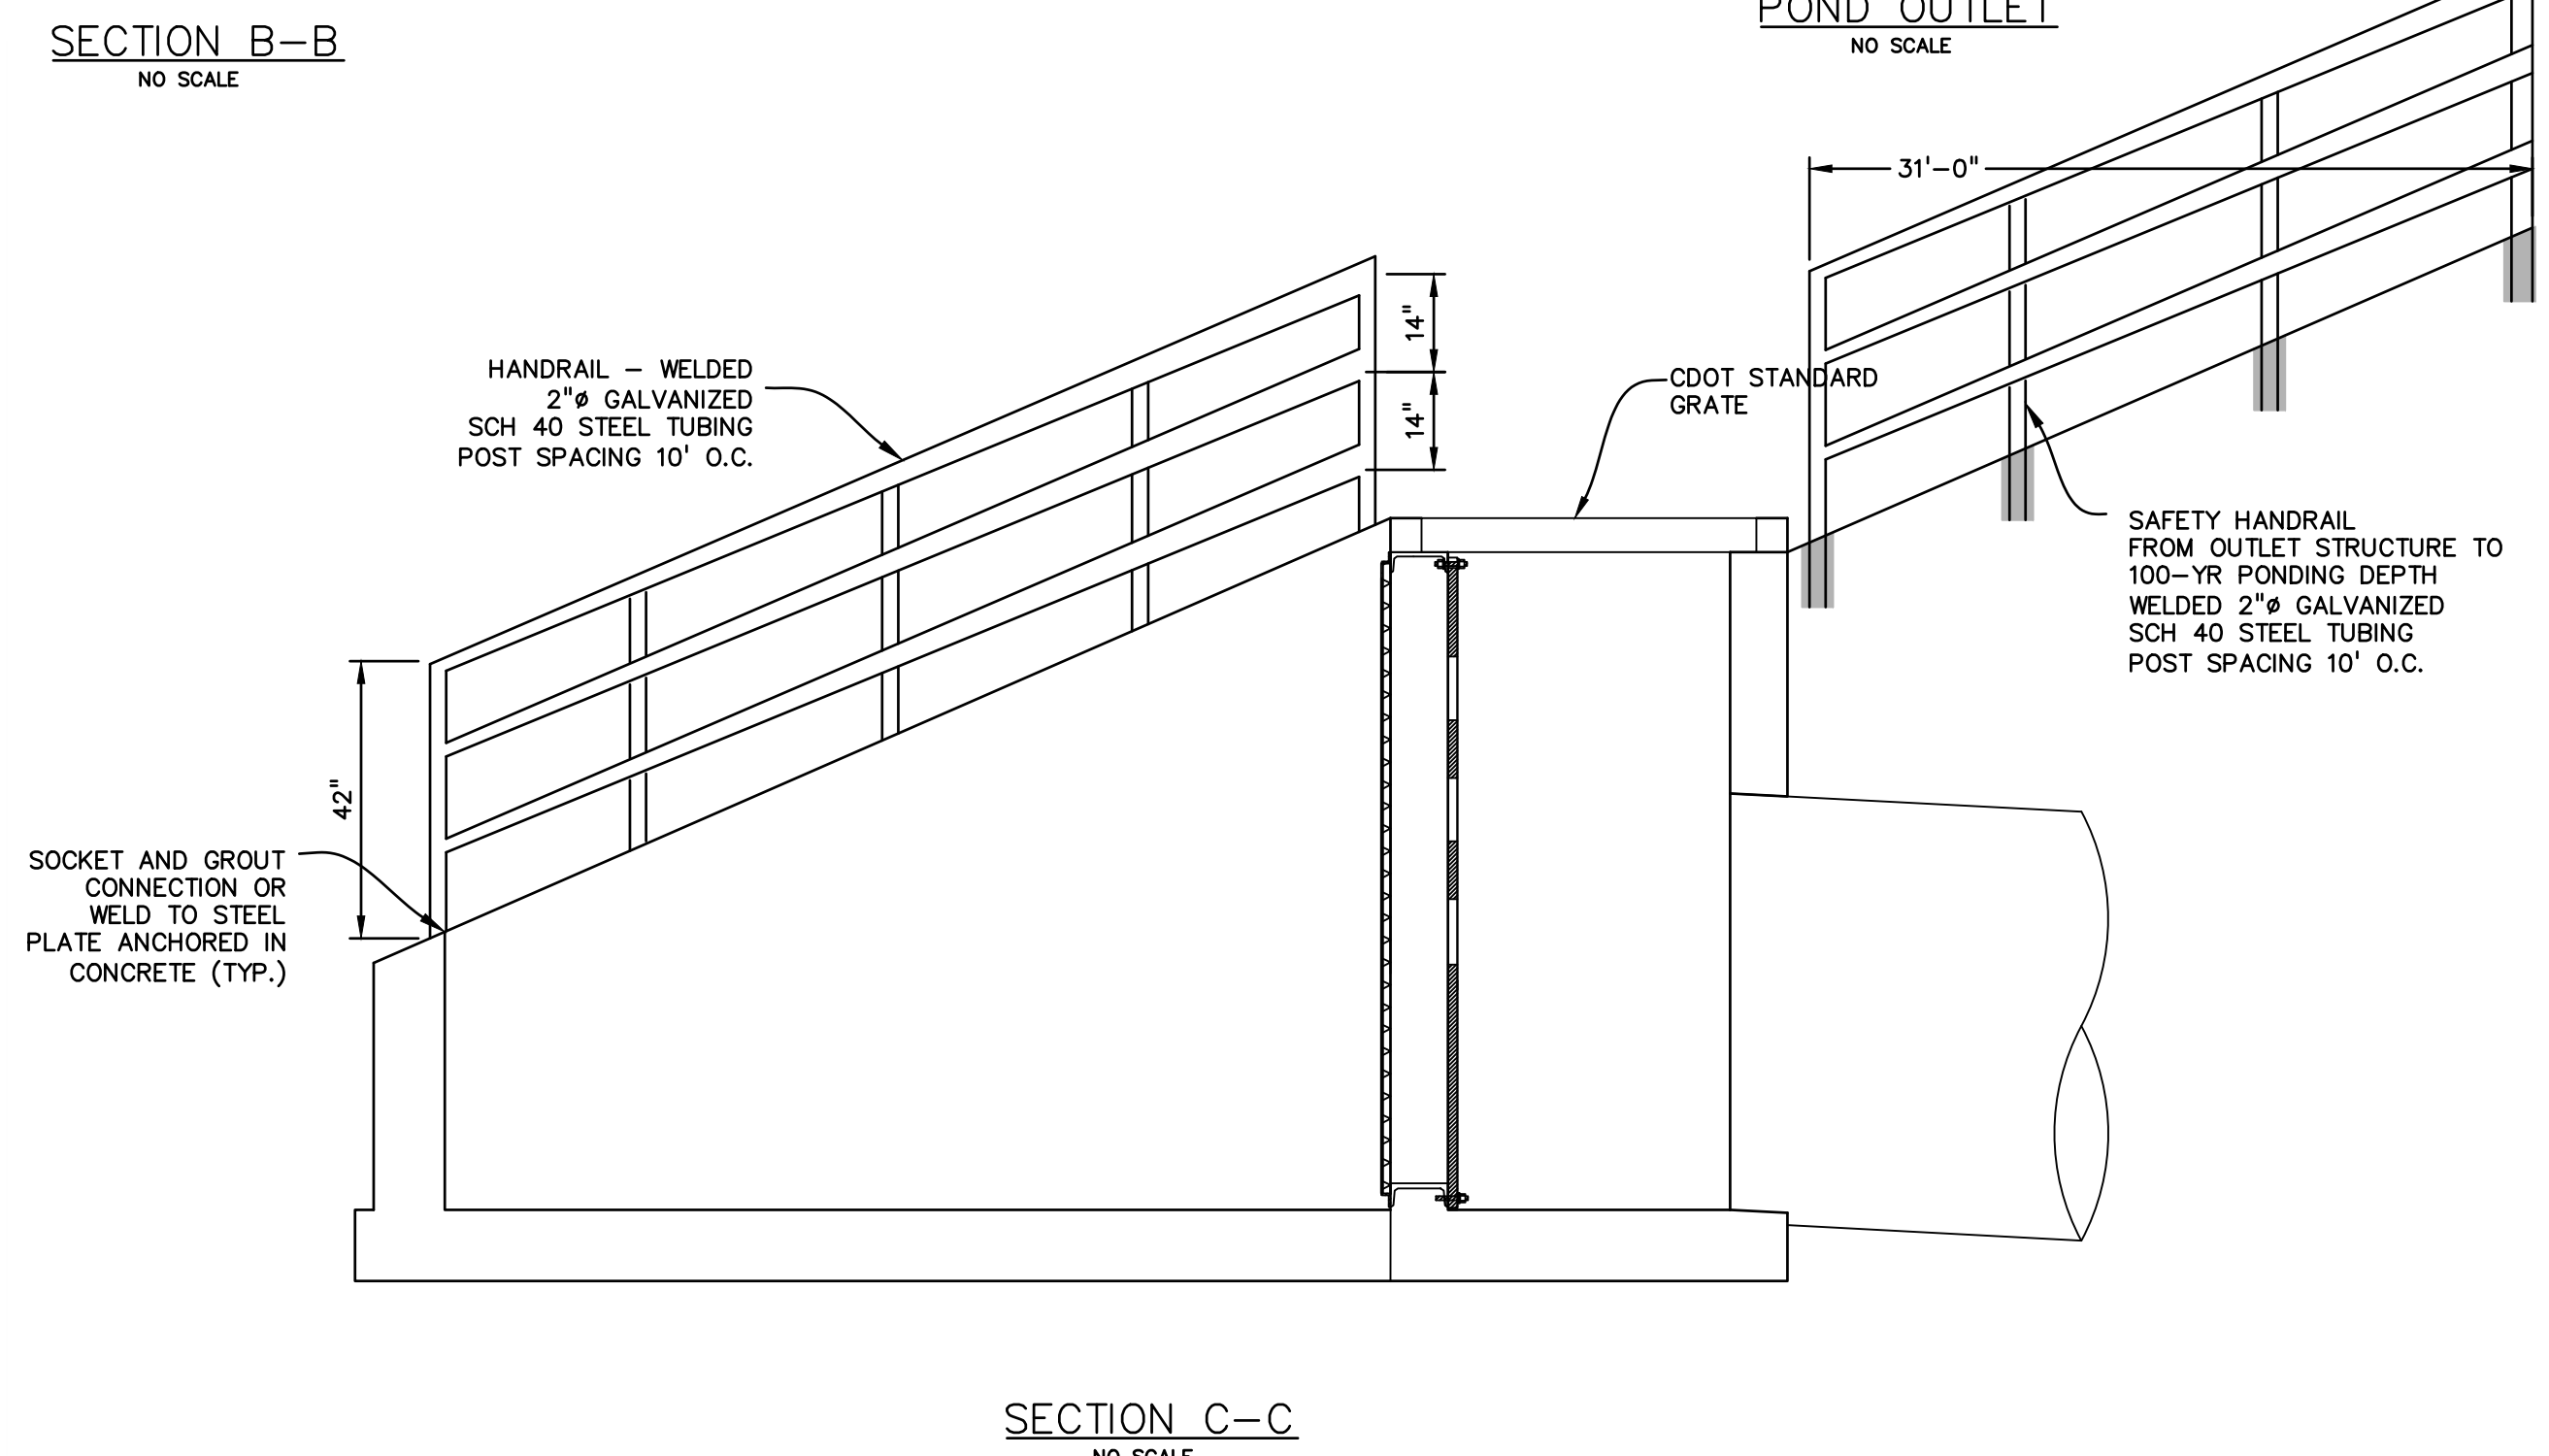 SECTION B-B
NO SCALE
POND OUTLET
NO SCALE
31'-0"
HANDRAIL - WELDED
2"ø GALVANIZED
SCH 40 STEEL TUBING
POST SPACING 10' O.C.
14"
14"
CDOT STANDARD
GRATE
SAFETY HANDRAIL
FROM OUTLET STRUCTURE TO
100-YR PONDING DEPTH
WELDED 2"ø GALVANIZED
SCH 40 STEEL TUBING
POST SPACING 10' O.C.
42"
SOCKET AND GROUT
CONNECTION OR
WELD TO STEEL
PLATE ANCHORED IN
CONCRETE (TYP.)
SECTION C-C
NO SCALE